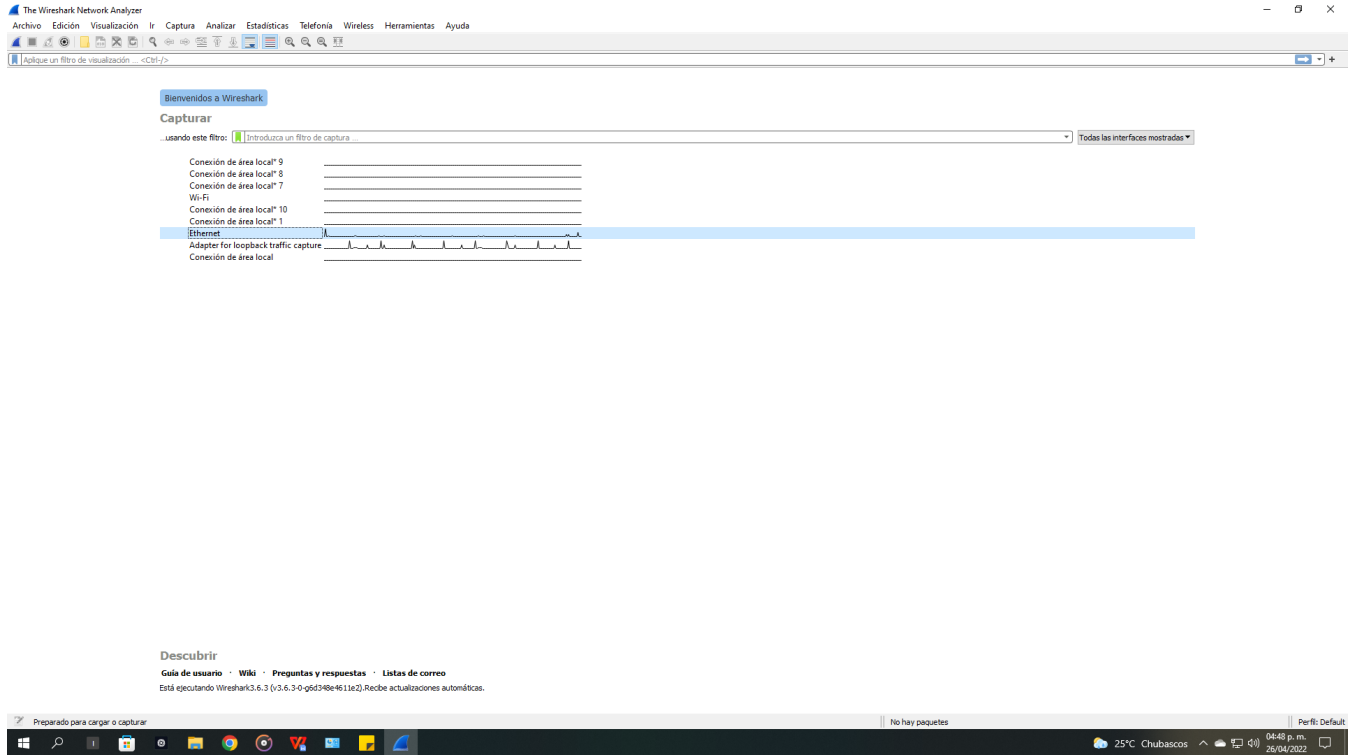 The Wireshark Network Analyzer
Archivo Edición Visualización Ir Captura Analizar Estadísticas Telefonía Wireless Herramientas Ayuda
Aplique un filtro de visualización ... <Ctrl-/>
Bienvenidos a Wireshark
Capturar
...usando este filtro: Introduzca un filtro de captura ... Todas las interfaces mostradas
Conexión de área local* 9
Conexión de área local* 8
Conexión de área local* 7
Wi-Fi
Conexión de área local* 10
Conexión de área local* 1
Ethernet
Adapter for loopback traffic capture
Conexión de área local
Descubrir
Guía de usuario · Wiki · Preguntas y respuestas · Listas de correo
Está ejecutando Wireshark3.6.3 (v3.6.3-0-g6d348e4611e2).Recibe actualizaciones automáticas.
Preparado para cargar o capturar No hay paquetes Perfil: Default
25°C Chubascos 04:48 p. m.
26/04/2022